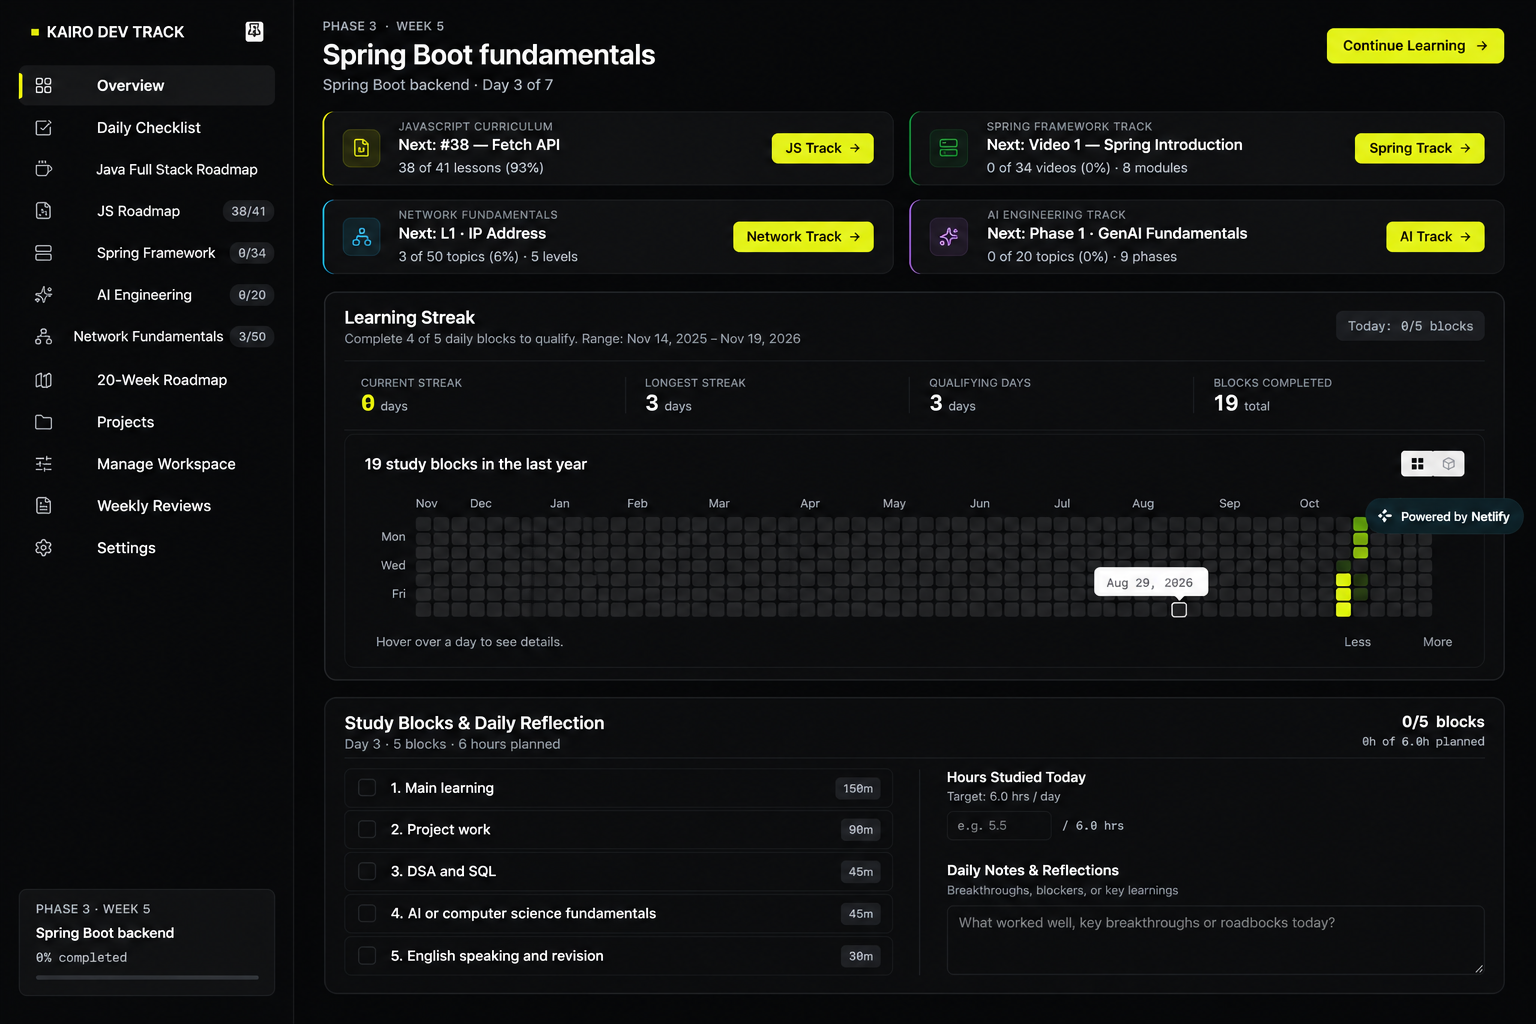 KAIRO DEV TRACK
Overview
Daily Checklist
Java Full Stack Roadmap
JS Roadmap 38/41
Spring Framework 0/34
AI Engineering 0/20
Network Fundamentals 3/50
20-Week Roadmap
Projects
Manage Workspace
Weekly Reviews
Settings
PHASE 3 · WEEK 5
Spring Boot backend
0% completed
PHASE 3 · WEEK 5
Spring Boot fundamentals
Spring Boot backend · Day 3 of 7
Continue Learning →
JAVASCRIPT CURRICULUM
Next: #38 — Fetch API
38 of 41 lessons (93%)
JS Track →
SPRING FRAMEWORK TRACK
Next: Video 1 — Spring Introduction
0 of 34 videos (0%) · 8 modules
Spring Track →
NETWORK FUNDAMENTALS
Next: L1 · IP Address
3 of 50 topics (6%) · 5 levels
Network Track →
AI ENGINEERING TRACK
Next: Phase 1 · GenAI Fundamentals
0 of 20 topics (0%) · 9 phases
AI Track →
Learning Streak
Complete 4 of 5 daily blocks to qualify. Range: Nov 14, 2025 – Nov 19, 2026
Today: 0/5 blocks
CURRENT STREAK
0 days
LONGEST STREAK
3 days
QUALIFYING DAYS
3 days
BLOCKS COMPLETED
19 total
19 study blocks in the last year
Nov Dec Jan Feb Mar Apr May Jun Jul Aug Sep Oct
Powered by Netlify
Mon
Wed
Fri
Aug 29, 2026
Hover over a day to see details.
Less More
Study Blocks & Daily Reflection
Day 3 · 5 blocks · 6 hours planned
0/5 blocks
0h of 6.0h planned
1. Main learning 150m
2. Project work 90m
3. DSA and SQL 45m
4. AI or computer science fundamentals 45m
5. English speaking and revision 30m
Hours Studied Today
Target: 6.0 hrs / day
e.g. 5.5 / 6.0 hrs
Daily Notes & Reflections
Breakthroughs, blockers, or key learnings
What worked well, key breakthroughs or roadbocks today?